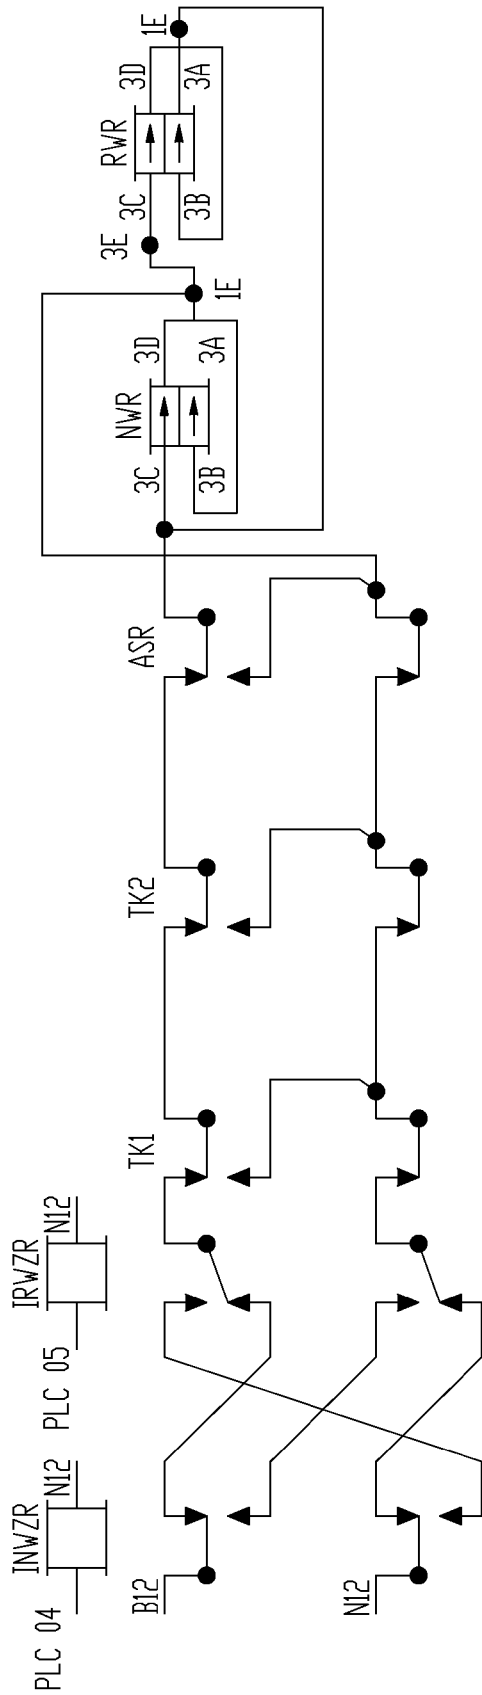 PLC 04
INWZR
N12
PLC 05
IRWZR
N12
B12
N12
TK1
TK2
ASR
3C
NWR
3D
3B
3A
1E
3E
3C
RWR
3D
3B
3A
1E